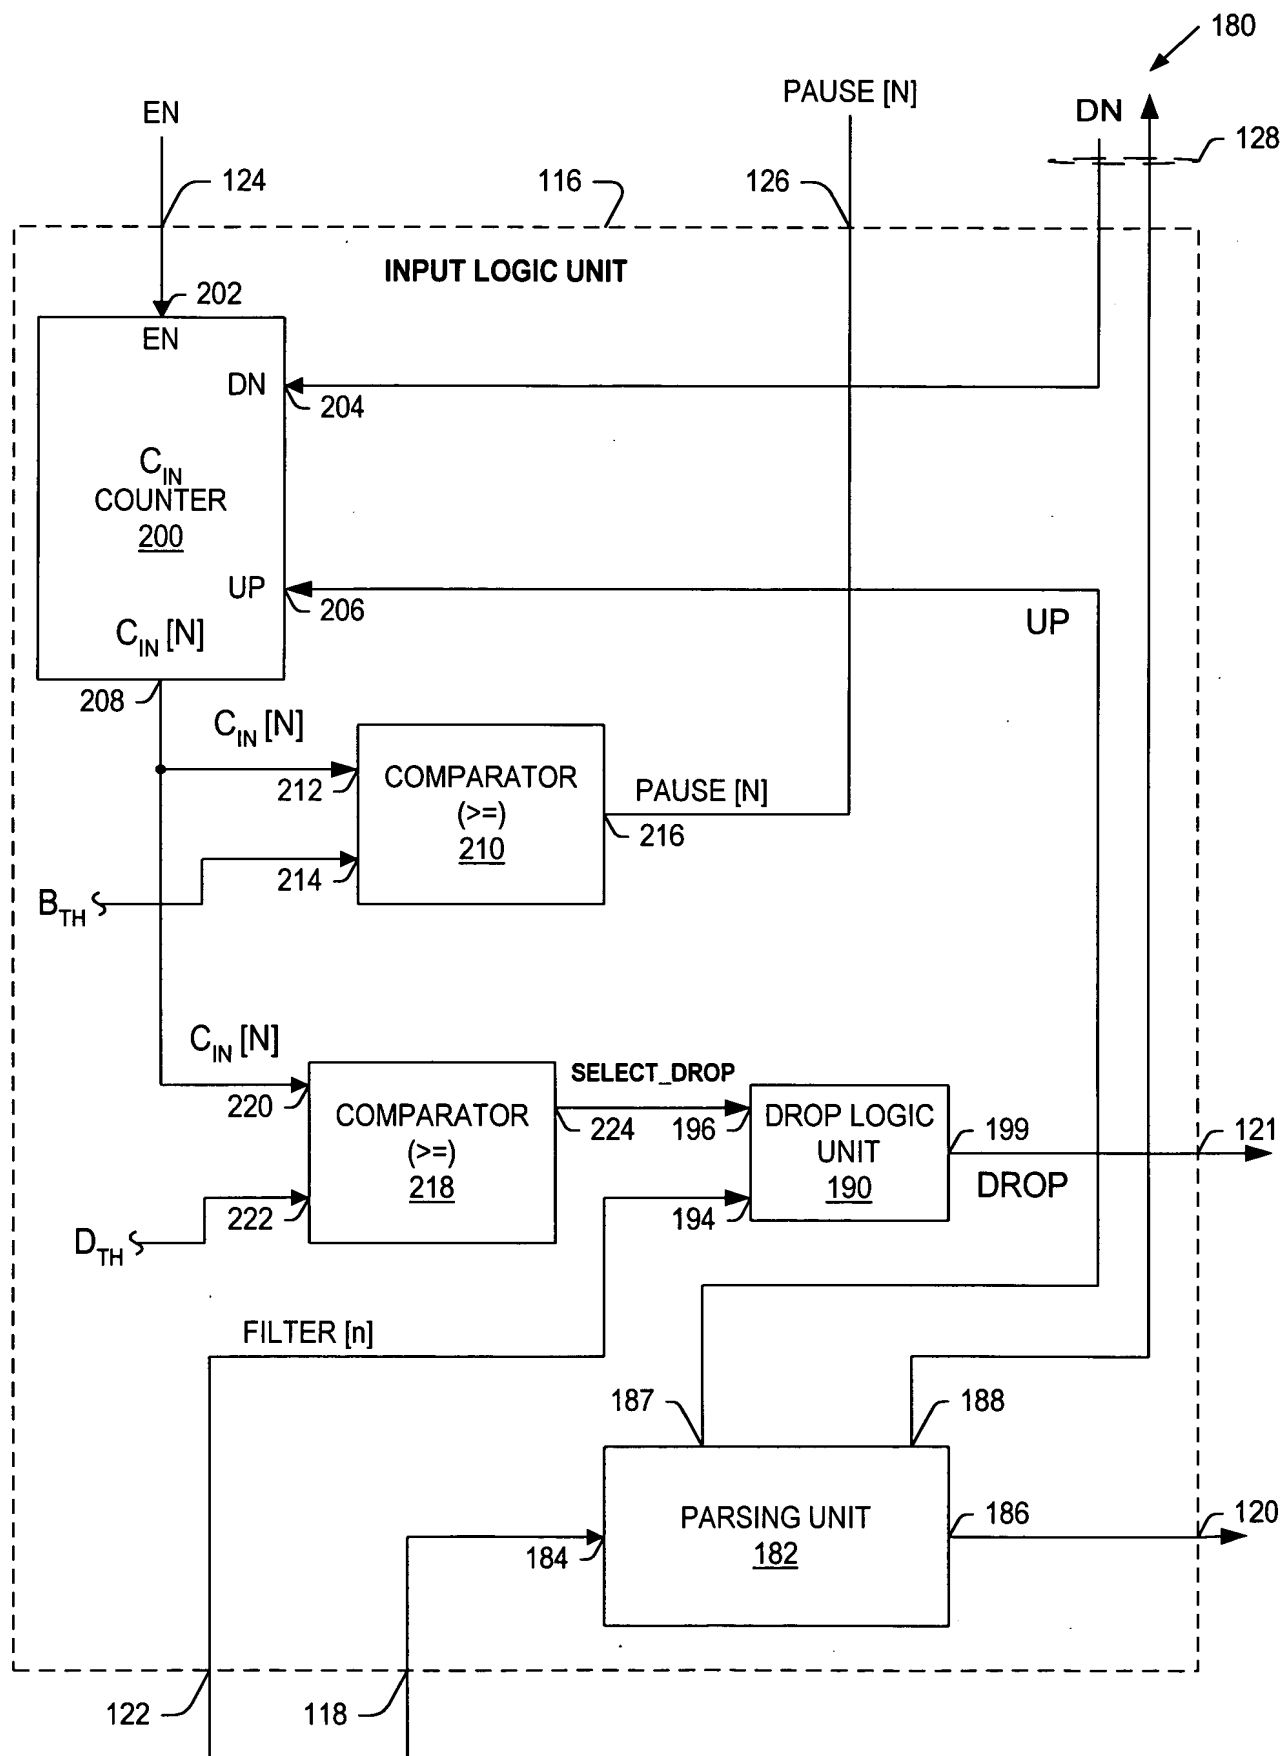 180
PAUSE [N]
EN
DN
128
124
116
126
INPUT LOGIC UNIT
202
EN
DN
204
C_IN
COUNTER
200
UP
206
UP
C_IN [N]
208
C_IN [N]
212
COMPARATOR
(>=)
210
PAUSE [N]
216
214
B_TH
C_IN [N]
220
COMPARATOR
(>=)
218
SELECT_DROP
224
196
DROP LOGIC
UNIT
190
199
121
DROP
222
194
D_TH
FILTER [n]
187
188
PARSING UNIT
182
184
186
120
122
118